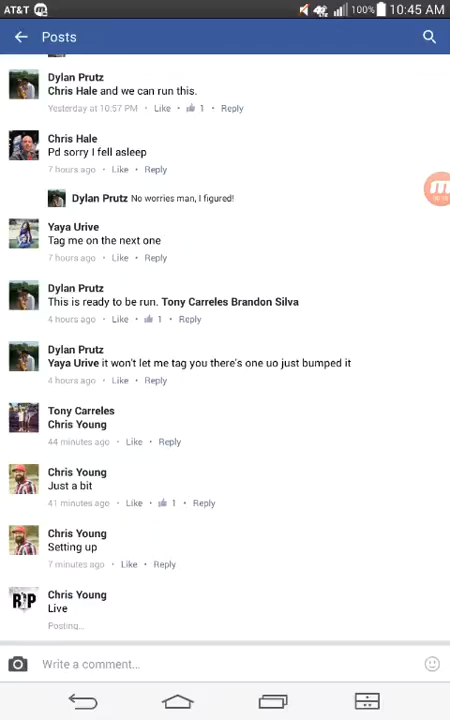 AT&T 100% 10:45 AM
Posts
Dylan Prutz
Chris Hale and we can run this.
Yesterday at 10:57 PM • Like • 1 • Reply
Chris Hale
Pd sorry I fell asleep
7 hours ago • Like • Reply
Dylan Prutz No worries man, I figured!
Yaya Urive
Tag me on the next one
7 hours ago • Like • Reply
Dylan Prutz
This is ready to be run. Tony Carreles Brandon Silva
4 hours ago • Like • 1 • Reply
Dylan Prutz
Yaya Urive it won't let me tag you there's one uo just bumped it
4 hours ago • Like • Reply
Tony Carreles
Chris Young
44 minutes ago • Like • Reply
Chris Young
Just a bit
41 minutes ago • Like • 1 • Reply
Chris Young
Setting up
7 minutes ago • Like • Reply
Chris Young
R.I.P
Live
Posting...
Write a comment...